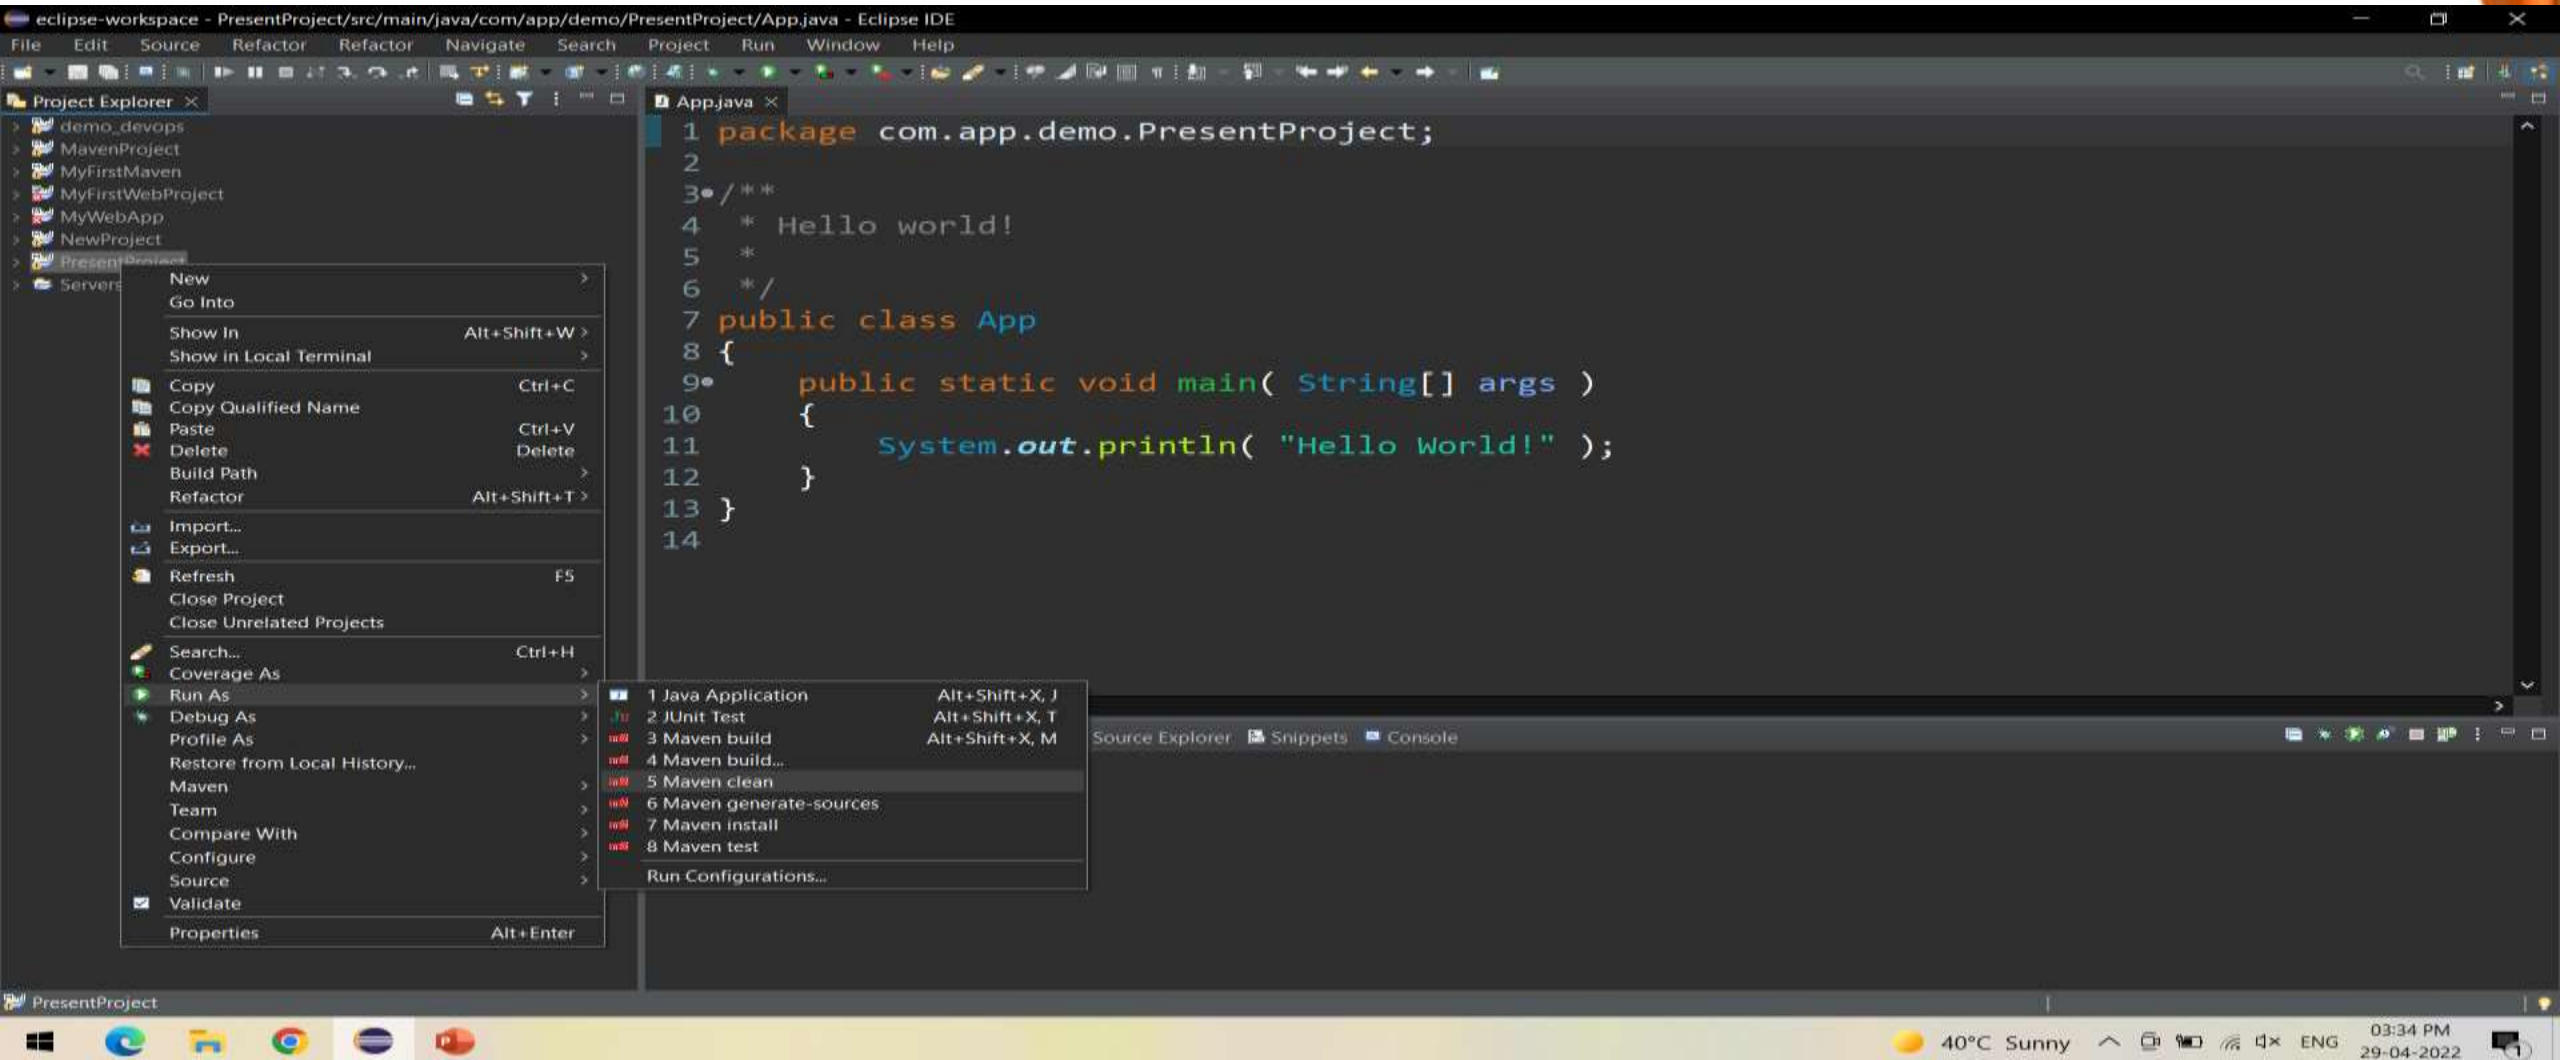 eclipse-workspace - PresentProject/src/main/java/com/app/demo/PresentProject/App.java - Eclipse IDE
File Edit Source Refactor Refactor Navigate Search Project Run Window Help
Project Explorer
demo_devops
MavenProject
MyFirstMaven
MyFirstWebProject
MyWebApp
NewProject
PresentProject
Servers
New
Go Into
Show In Alt+Shift+W >
Show in Local Terminal >
Copy Ctrl+C
Copy Qualified Name
Paste Ctrl+V
Delete Delete
Build Path >
Refactor Alt+Shift+T >
Import...
Export...
Refresh F5
Close Project
Close Unrelated Projects
Search... Ctrl+H
Coverage As >
Run As >
Debug As >
Profile As >
Restore from Local History...
Maven >
Team >
Compare With >
Configure >
Source >
Validate
Properties Alt+Enter
1 Java Application Alt+Shift+X, J
2 JUnit Test Alt+Shift+X, T
3 Maven build Alt+Shift+X, M
4 Maven build...
5 Maven clean
6 Maven generate-sources
7 Maven install
8 Maven test
Run Configurations...
App.java
1 package com.app.demo.PresentProject;
2
3 /**
4 * Hello world!
5 *
6 */
7 public class App
8 {
9 public static void main( String[] args )
10 {
11 System.out.println( "Hello World!" );
12 }
13 }
14
Source Explorer Snippets Console
PresentProject
40°C Sunny ENG 03:34 PM
29-04-2022